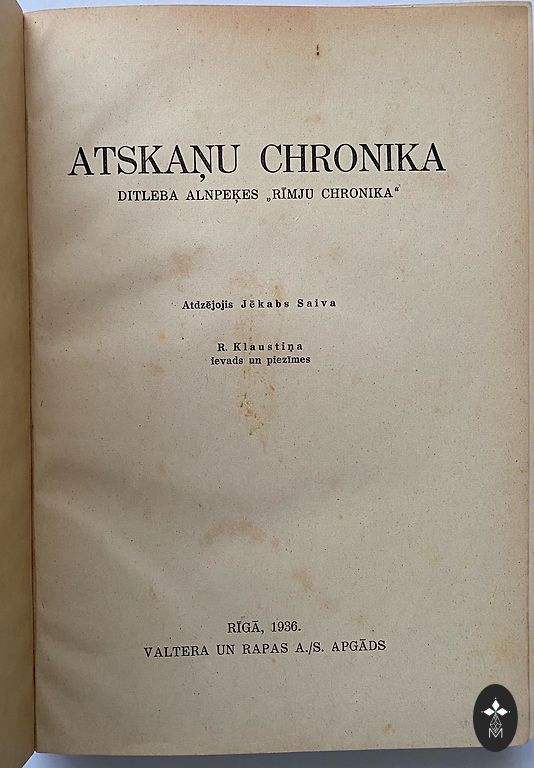 ATSKAŅU CHRONIKA
DITLEBA ALNPEĶES „RĪMJU CHRONIKA“
Atdzējojis Jēkabs Saiva
R. Klaustiņa
ievads un piezīmes
RĪGĀ, 1936.
VALTERA UN RAPAS A./S. APGĀDS
M